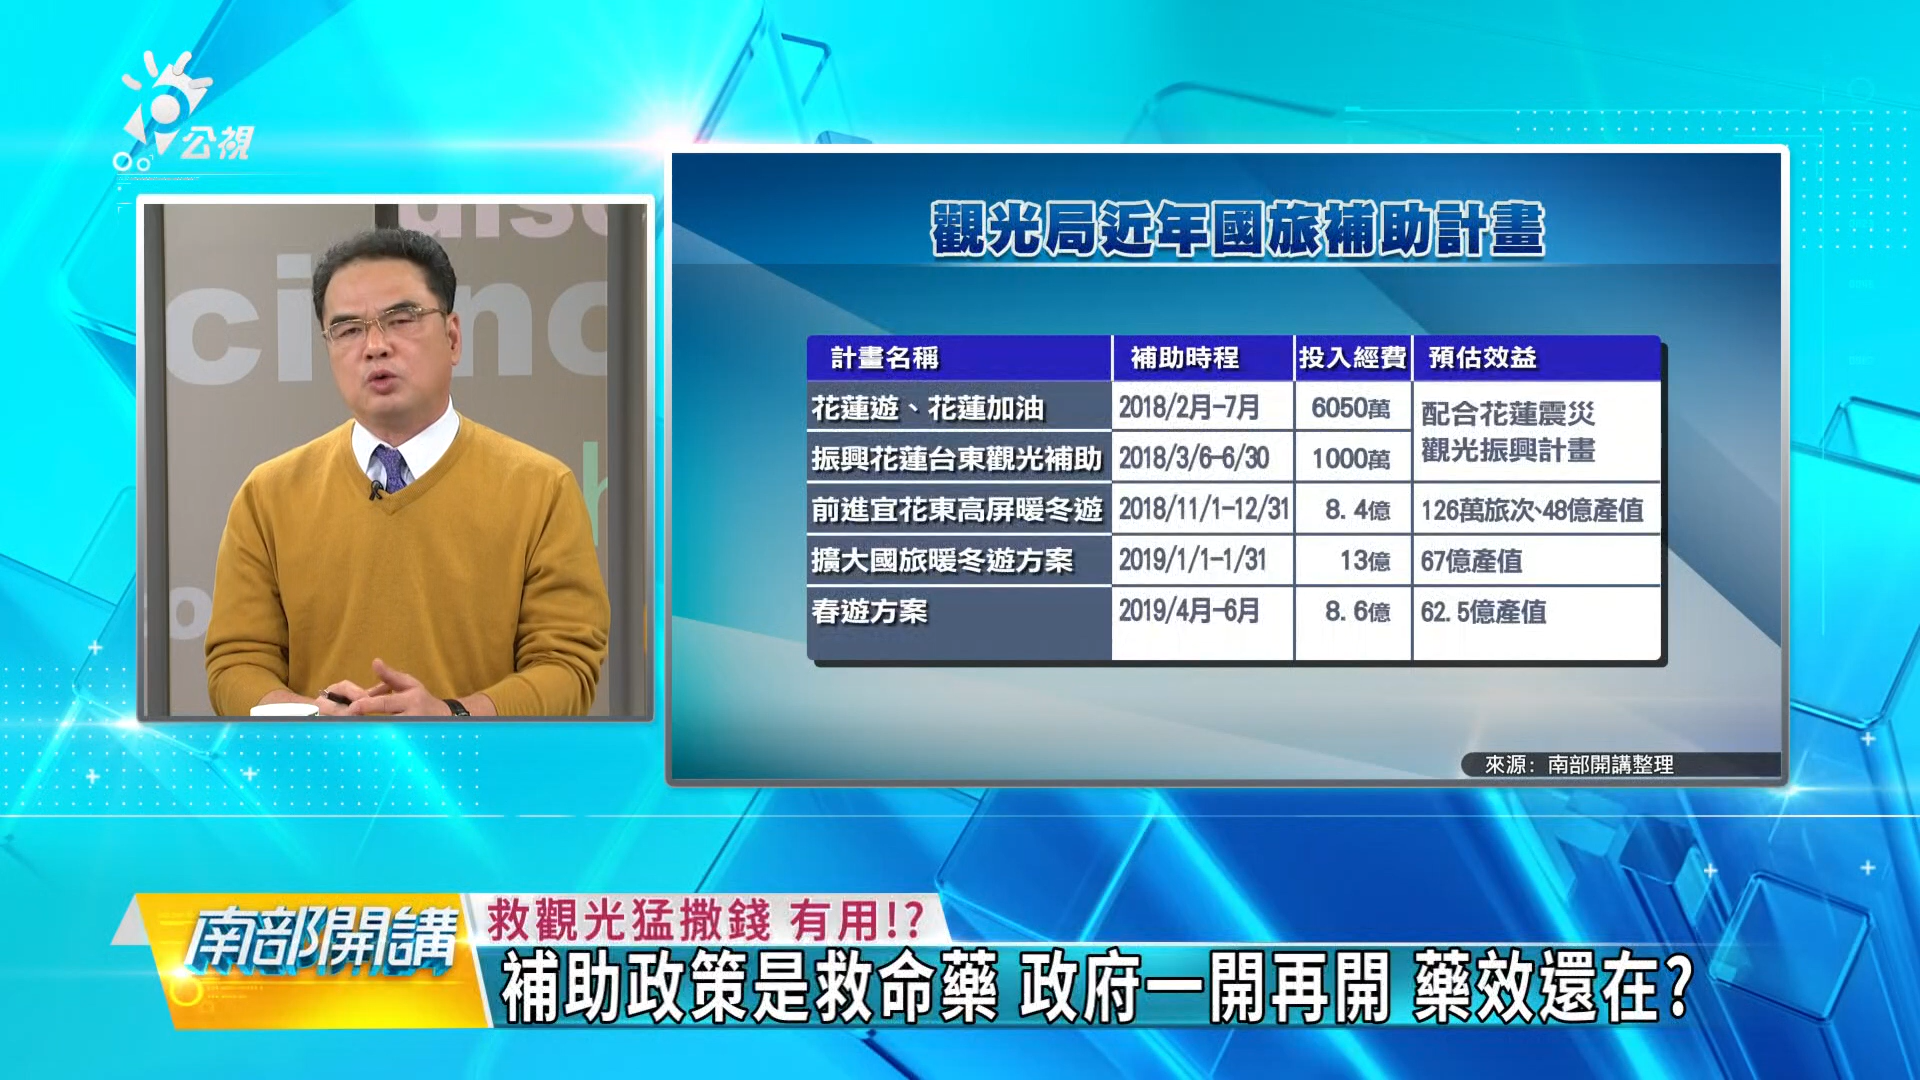 公視
disc
cienc
h
co
觀光局近年國旅補助計畫
計畫名稱 補助時程 投入經費 預估效益
花蓮遊、花蓮加油 2018/2月-7月 6050萬 配合花蓮震災
觀光振興計畫
振興花蓮台東觀光補助 2018/3/6-6/30 1000萬
前進宜花東高屏暖冬遊 2018/11/1-12/31 8.4億 126萬旅次、48億產值
擴大國旅暖冬遊方案 2019/1/1-1/31 13億 67億產值
春遊方案 2019/4月-6月 8.6億 62.5億產值
來源：南部開講整理
南部開講
救觀光猛撒錢 有用!?
補助政策是救命藥 政府一開再開 藥效還在?